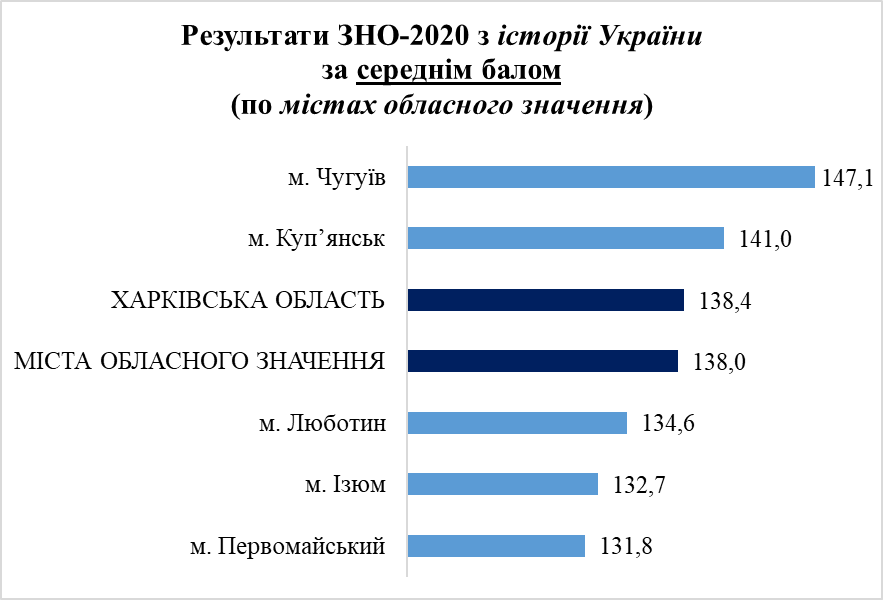 Результати ЗНО-2020 з історії України
за середнім балом
(по містах обласного значення)
м. Чугуїв 147,1
м. Куп’янськ 141,0
ХАРКІВСЬКА ОБЛАСТЬ 138,4
МІСТА ОБЛАСНОГО ЗНАЧЕННЯ 138,0
м. Люботин 134,6
м. Ізюм 132,7
м. Первомайський 131,8